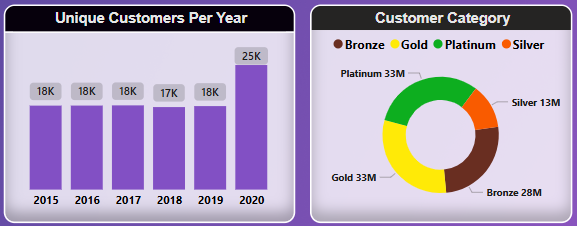 Unique Customers Per Year
25K
18K 18K 18K 17K 18K
2015 2016 2017 2018 2019 2020
Customer Category
Bronze Gold Platinum Silver
Platinum 33M
Silver 13M
Gold 33M
Bronze 28M